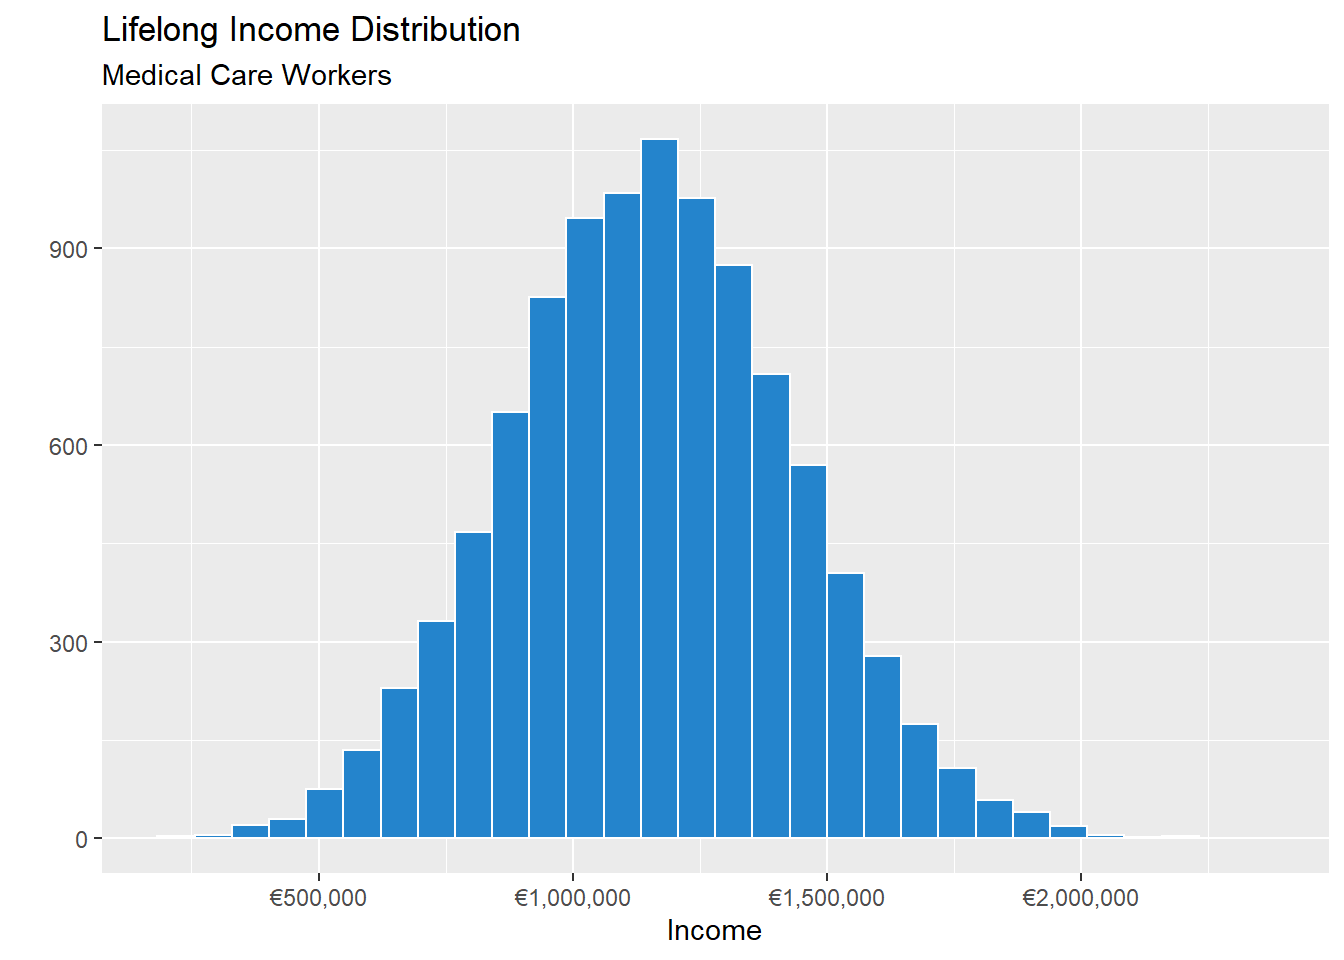 Lifelong Income Distribution
Medical Care Workers
900
600
300
0
€500,000 €1,000,000 €1,500,000 €2,000,000
Income